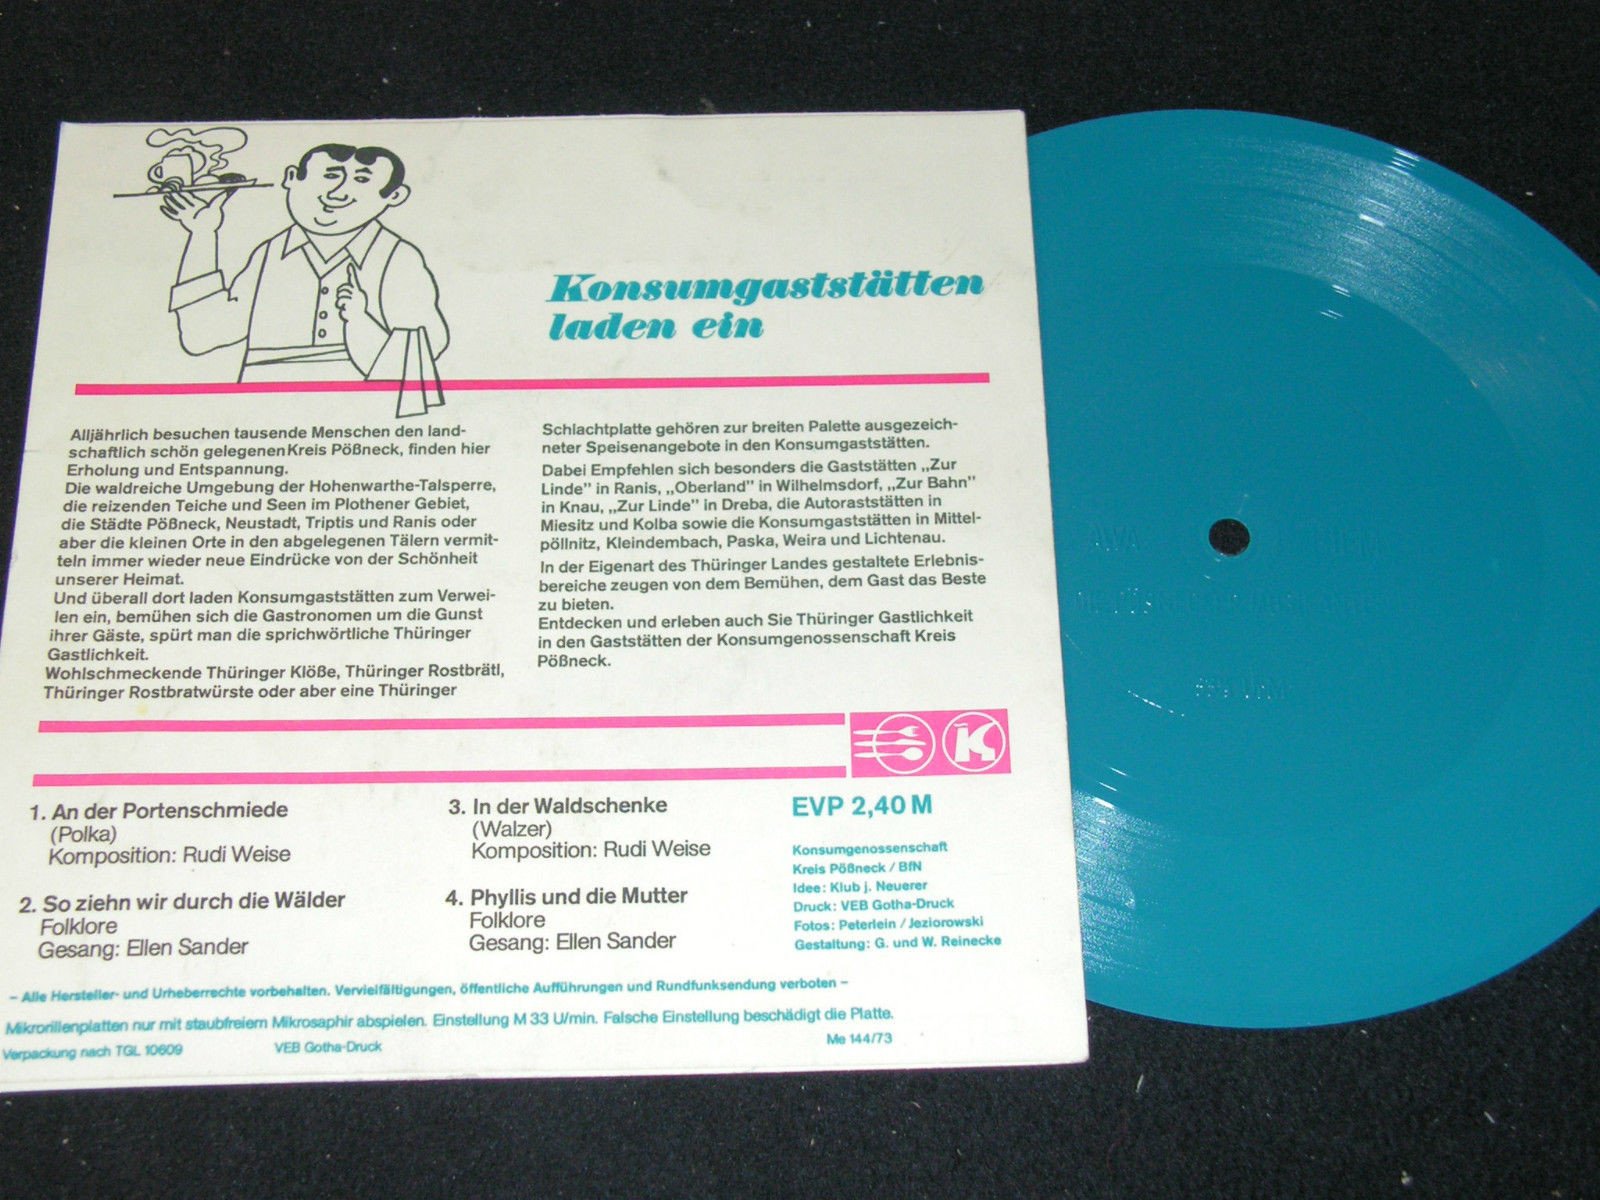 Konsumgaststätten
laden ein
Alljährlich besuchen tausende Menschen den land-
schaftlich schön gelegenen Kreis Pößneck, finden hier
Erholung und Entspannung.
Die waldreiche Umgebung der Hohenwarthe-Talsperre,
die reizenden Teiche und Seen im Plothener Gebiet,
die Städte Pößneck, Neustadt, Triptis und Ranis oder
aber die kleinen Orte in den abgelegenen Tälern vermit-
teln immer wieder neue Eindrücke von der Schönheit
unserer Heimat.
Und überall dort laden Konsumgaststätten zum Verwei-
len ein, bemühen sich die Gastronomen um die Gunst
ihrer Gäste, spürt man die sprichwörtliche Thüringer
Gastlichkeit.
Wohlschmeckende Thüringer Klöße, Thüringer Rostbrätl,
Thüringer Rostbratwürste oder aber eine Thüringer
Schlachtplatte gehören zur breiten Palette ausgezeich-
neter Speisenangebote in den Konsumgaststätten.
Dabei Empfehlen sich besonders die Gaststätten „Zur
Linde" in Ranis, „Oberland" in Wilhelmsdorf, „Zur Bahn"
in Knau, „Zur Linde" in Dreba, die Autoraststätten in
Miesitz und Kolba sowie die Konsumgaststätten in Mittel-
pöllnitz, Kleindembach, Paska, Weira und Lichtenau.
In der Eigenart des Thüringer Landes gestaltete Erlebnis-
bereiche zeugen von dem Bemühen, dem Gast das Beste
zu bieten.
Entdecken und erleben auch Sie Thüringer Gastlichkeit
in den Gaststätten der Konsumgenossenschaft Kreis
Pößneck.
K
1. An der Portenschmiede
(Polka)
Komposition: Rudi Weise
2. So ziehn wir durch die Wälder
Folklore
Gesang: Ellen Sander
3. In der Waldschenke
(Walzer)
Komposition: Rudi Weise
4. Phyllis und die Mutter
Folklore
Gesang: Ellen Sander
EVP 2,40 M
Konsumgenossenschaft
Kreis Pößneck / BfN
Idee: Klub j. Neuerer
Druck: VEB Gotha-Druck
Fotos: Peterlein / Jeziorowski
Gestaltung: G. und W. Reinecke
– Alle Hersteller- und Urheberrechte vorbehalten. Vervielfältigungen, öffentliche Aufführungen und Rundfunksendung verboten –
Mikrorillenplatten nur mit staubfreiem Mikrosaphir abspielen. Einstellung M 33 U/min. Falsche Einstellung beschädigt die Platte.
Verpackung nach TGL 10609 VEB Gotha-Druck Me 144/73